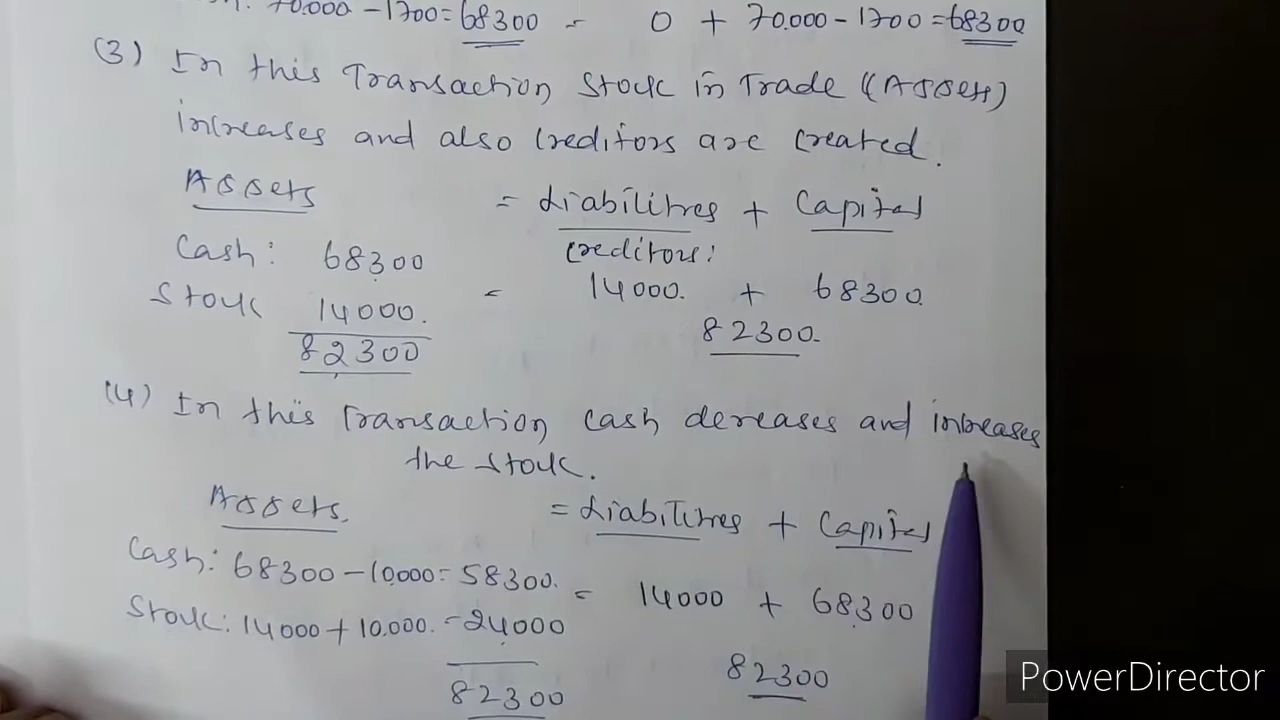 70.000 - 1700 = 68300 = 0 + 70.000 - 1700 = 68300
(3) In this Transaction Stock in Trade ((Asset)
increases and also Creditors are Created.
Assets = Liabilities + Capital
Creditors:
Cash: 68300
Stock 14000. = 14000. + 68300.
82300 82300.
(4) In this Transaction Cash dereases and increases
the Stock.
Assets. = Liabilities + Capital
Cash: 68300 - 10,000 = 58300. = 14000 + 68300
Stock: 14000 + 10.000. = 24000
82300 82300
PowerDirector